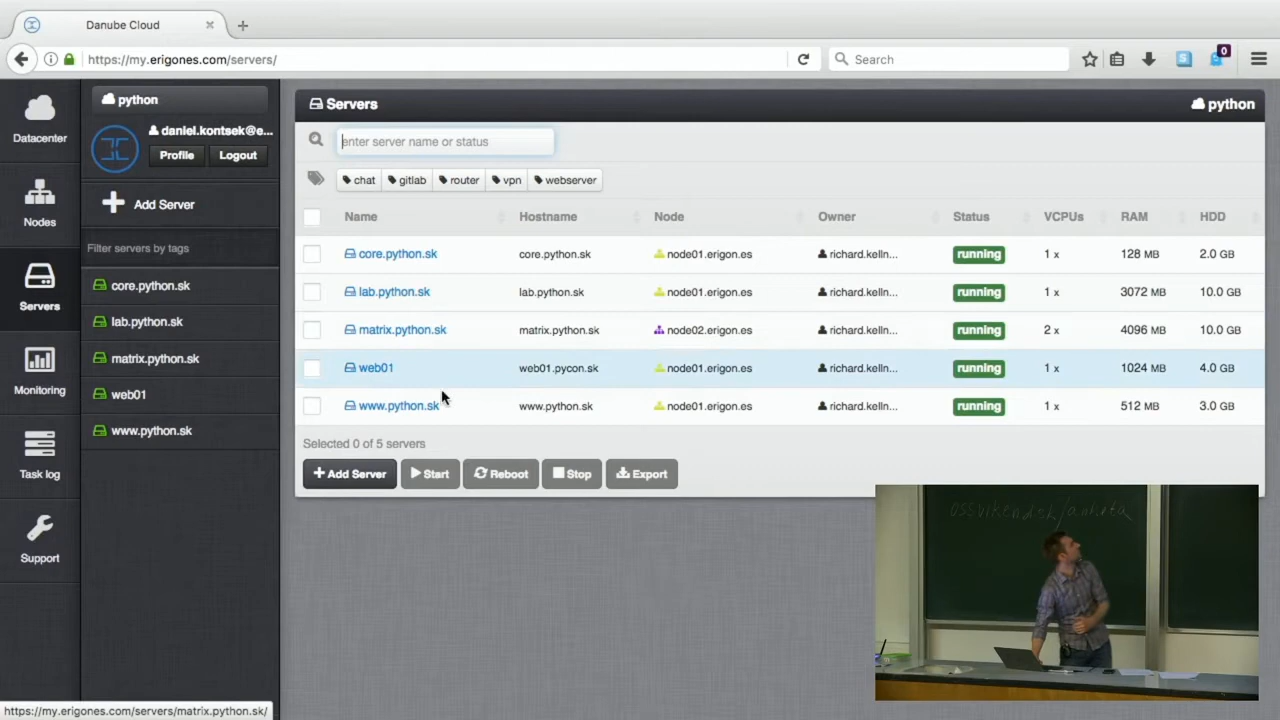 Danube Cloud
https://my.erigones.com/servers/
Search
0
Datacenter
Nodes
Servers
Monitoring
Task log
Support
python
daniel.kontsek@e...
Profile
Logout
Add Server
Filter servers by tags
core.python.sk
lab.python.sk
matrix.python.sk
web01
www.python.sk
Servers
python
enter server name or status
chat
gitlab
router
vpn
webserver
Name Hostname Node Owner Status VCPUs RAM HDD
core.python.sk core.python.sk node01.erigon.es richard.kelln... running 1 x 128 MB 2.0 GB
lab.python.sk lab.python.sk node01.erigon.es richard.kelln... running 1 x 3072 MB 10.0 GB
matrix.python.sk matrix.python.sk node02.erigon.es richard.kelln... running 2 x 4096 MB 10.0 GB
web01 web01.pycon.sk node01.erigon.es richard.kelln... running 1 x 1024 MB 4.0 GB
www.python.sk www.python.sk node01.erigon.es richard.kelln... running 1 x 512 MB 3.0 GB
Selected 0 of 5 servers
Add Server
Start
Reboot
Stop
Export
https://my.erigones.com/servers/matrix.python.sk/